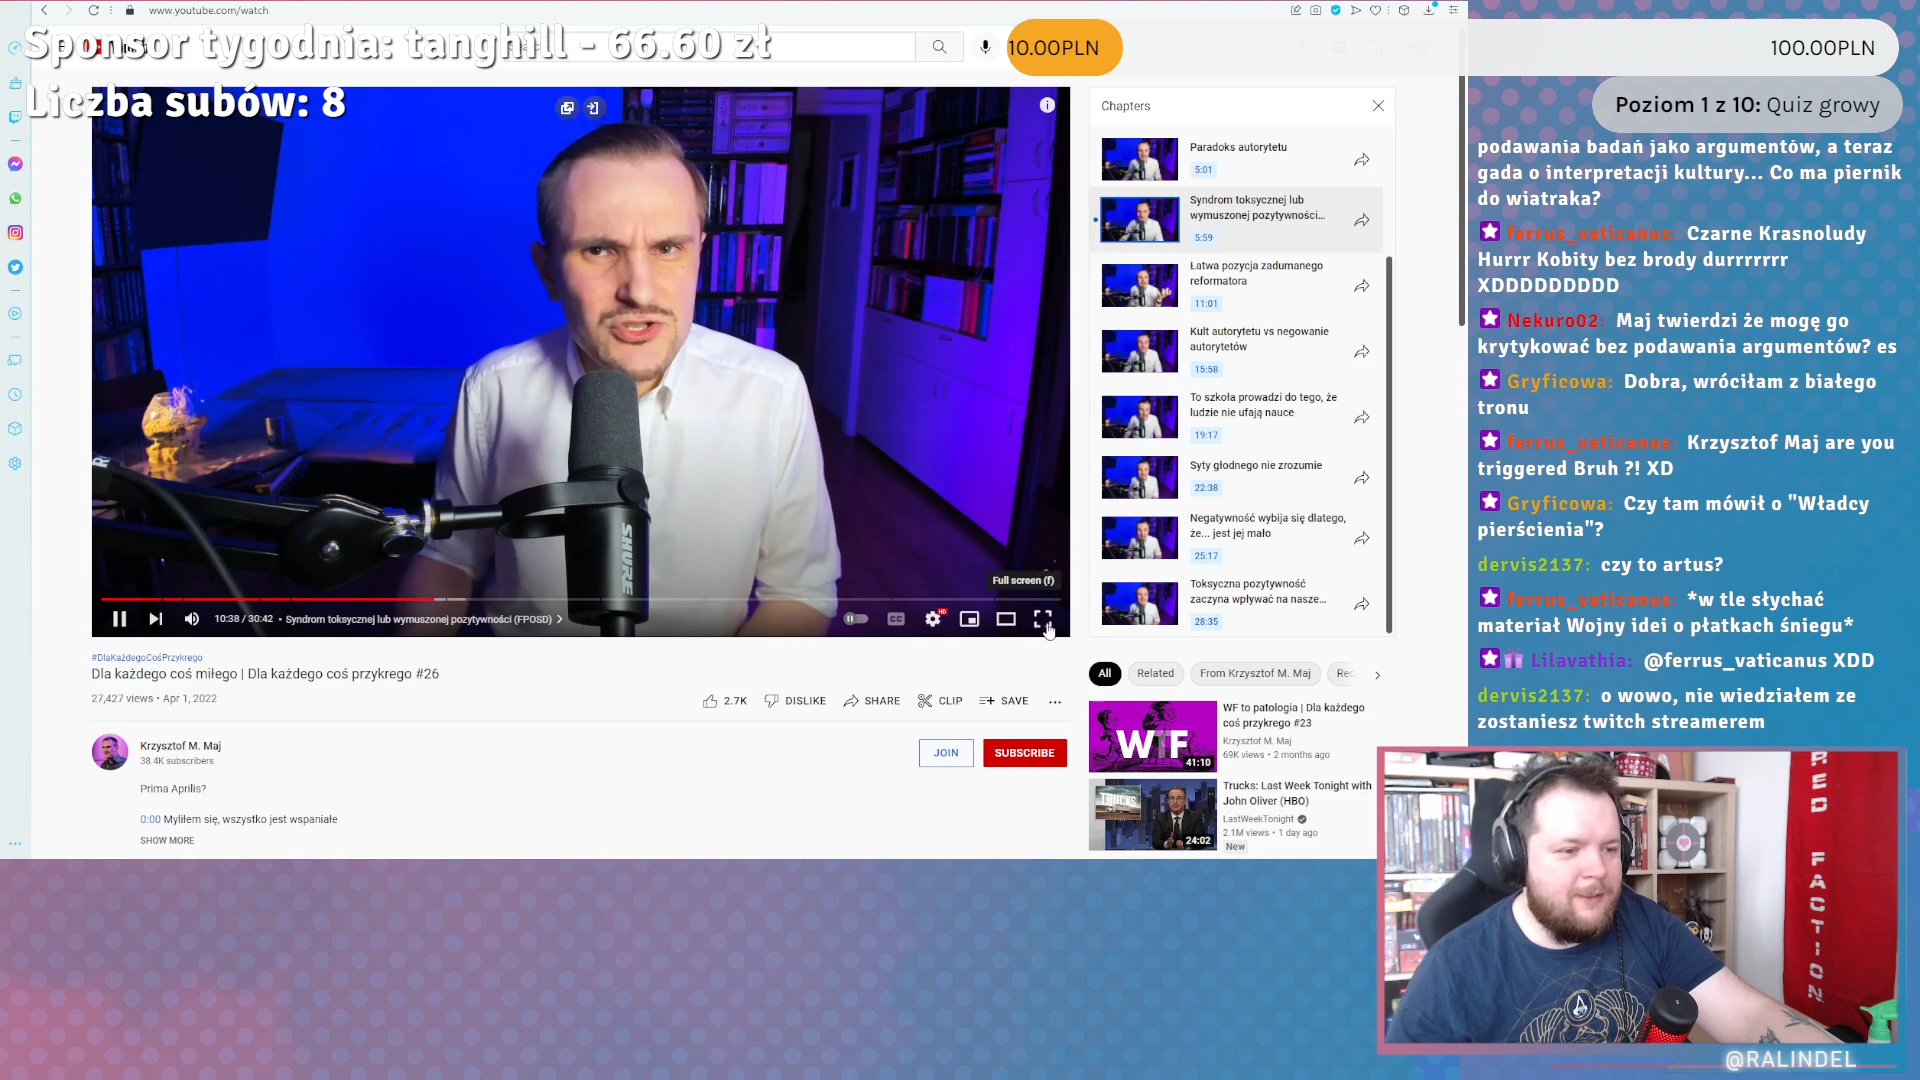 www.youtube.com/watch
Sponsor tygodnia: tanghill - 66.60 zł
Liczba subów: 8
10.00PLN
100.00PLN
Poziom 1 z 10: Quiz growy
Chapters
Paradoks autorytetu
5:01
Syndrom toksycznej lub
wymuszonej pozytywności...
5:59
Łatwa pozycja zadumanego
reformatora
11:01
Kult autorytetu vs negowanie
autorytetów
15:58
To szkoła prowadzi do tego, że
ludzie nie ufają nauce
19:17
Syty głodnego nie zrozumie
22:38
Negatywność wybija się dlatego,
że... jest jej mało
25:17
Toksyczna pozytywność
zaczyna wpływać na nasze...
28:35
SHURE
Full screen (f)
10:38 / 30:42 • Syndrom toksycznej lub wymuszonej pozytywności (FPOSD)
CC
HD
#DlaKażdegoCośPrzykrego
Dla każdego coś miłego | Dla każdego coś przykrego #26
27,427 views • Apr 1, 2022
2.7K
DISLIKE
SHARE
CLIP
SAVE
Krzysztof M. Maj
38.4K subscribers
JOIN
SUBSCRIBE
Prima Aprilis?
0:00 Myliłem się, wszystko jest wspaniałe
SHOW MORE
All
Related
From Krzysztof M. Maj
Rec
WTF
41:10
WF to patologia | Dla każdego
coś przykrego #23
Krzysztof M. Maj
69K views • 2 months ago
TRUCKS
24:02
Trucks: Last Week Tonight with
John Oliver (HBO)
LastWeekTonight
2.1M views • 1 day ago
New
podawania badań jako argumentów, a teraz
gada o interpretacji kultury... Co ma piernik
do wiatraka?
ferrus_vaticanus: Czarne Krasnoludy
Hurrr Kobity bez brody durrrrrrr
XDDDDDDDDD
Nekuro02: Maj twierdzi że mogę go
krytykować bez podawania argumentów? es
Gryficowa: Dobra, wróciłam z białego
tronu
ferrus_vaticanus: Krzysztof Maj are you
triggered Bruh ?! XD
Gryficowa: Czy tam mówił o "Władcy
pierścienia"?
dervis2137: czy to artus?
ferrus_vaticanus: *w tle słychać
materiał Wojny idei o płatkach śniegu*
Lilavathia: @ferrus_vaticanus XDD
dervis2137: o wowo, nie wiedziałem ze
zostaniesz twitch streamerem
RED FACTION
@RALINDEL